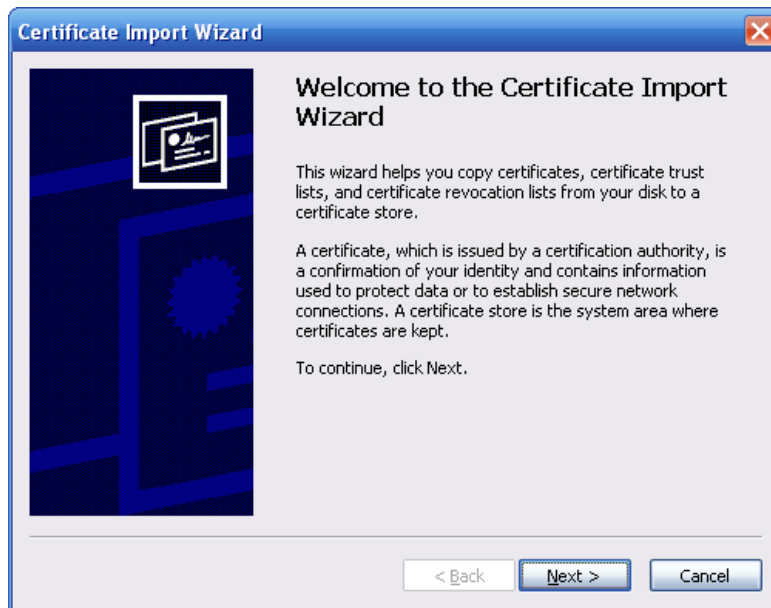 Certificate Import Wizard
Welcome to the Certificate Import
Wizard
This wizard helps you copy certificates, certificate trust
lists, and certificate revocation lists from your disk to a
certificate store.
A certificate, which is issued by a certification authority, is
a confirmation of your identity and contains information
used to protect data or to establish secure network
connections. A certificate store is the system area where
certificates are kept.
To continue, click Next.
< Back
Next >
Cancel